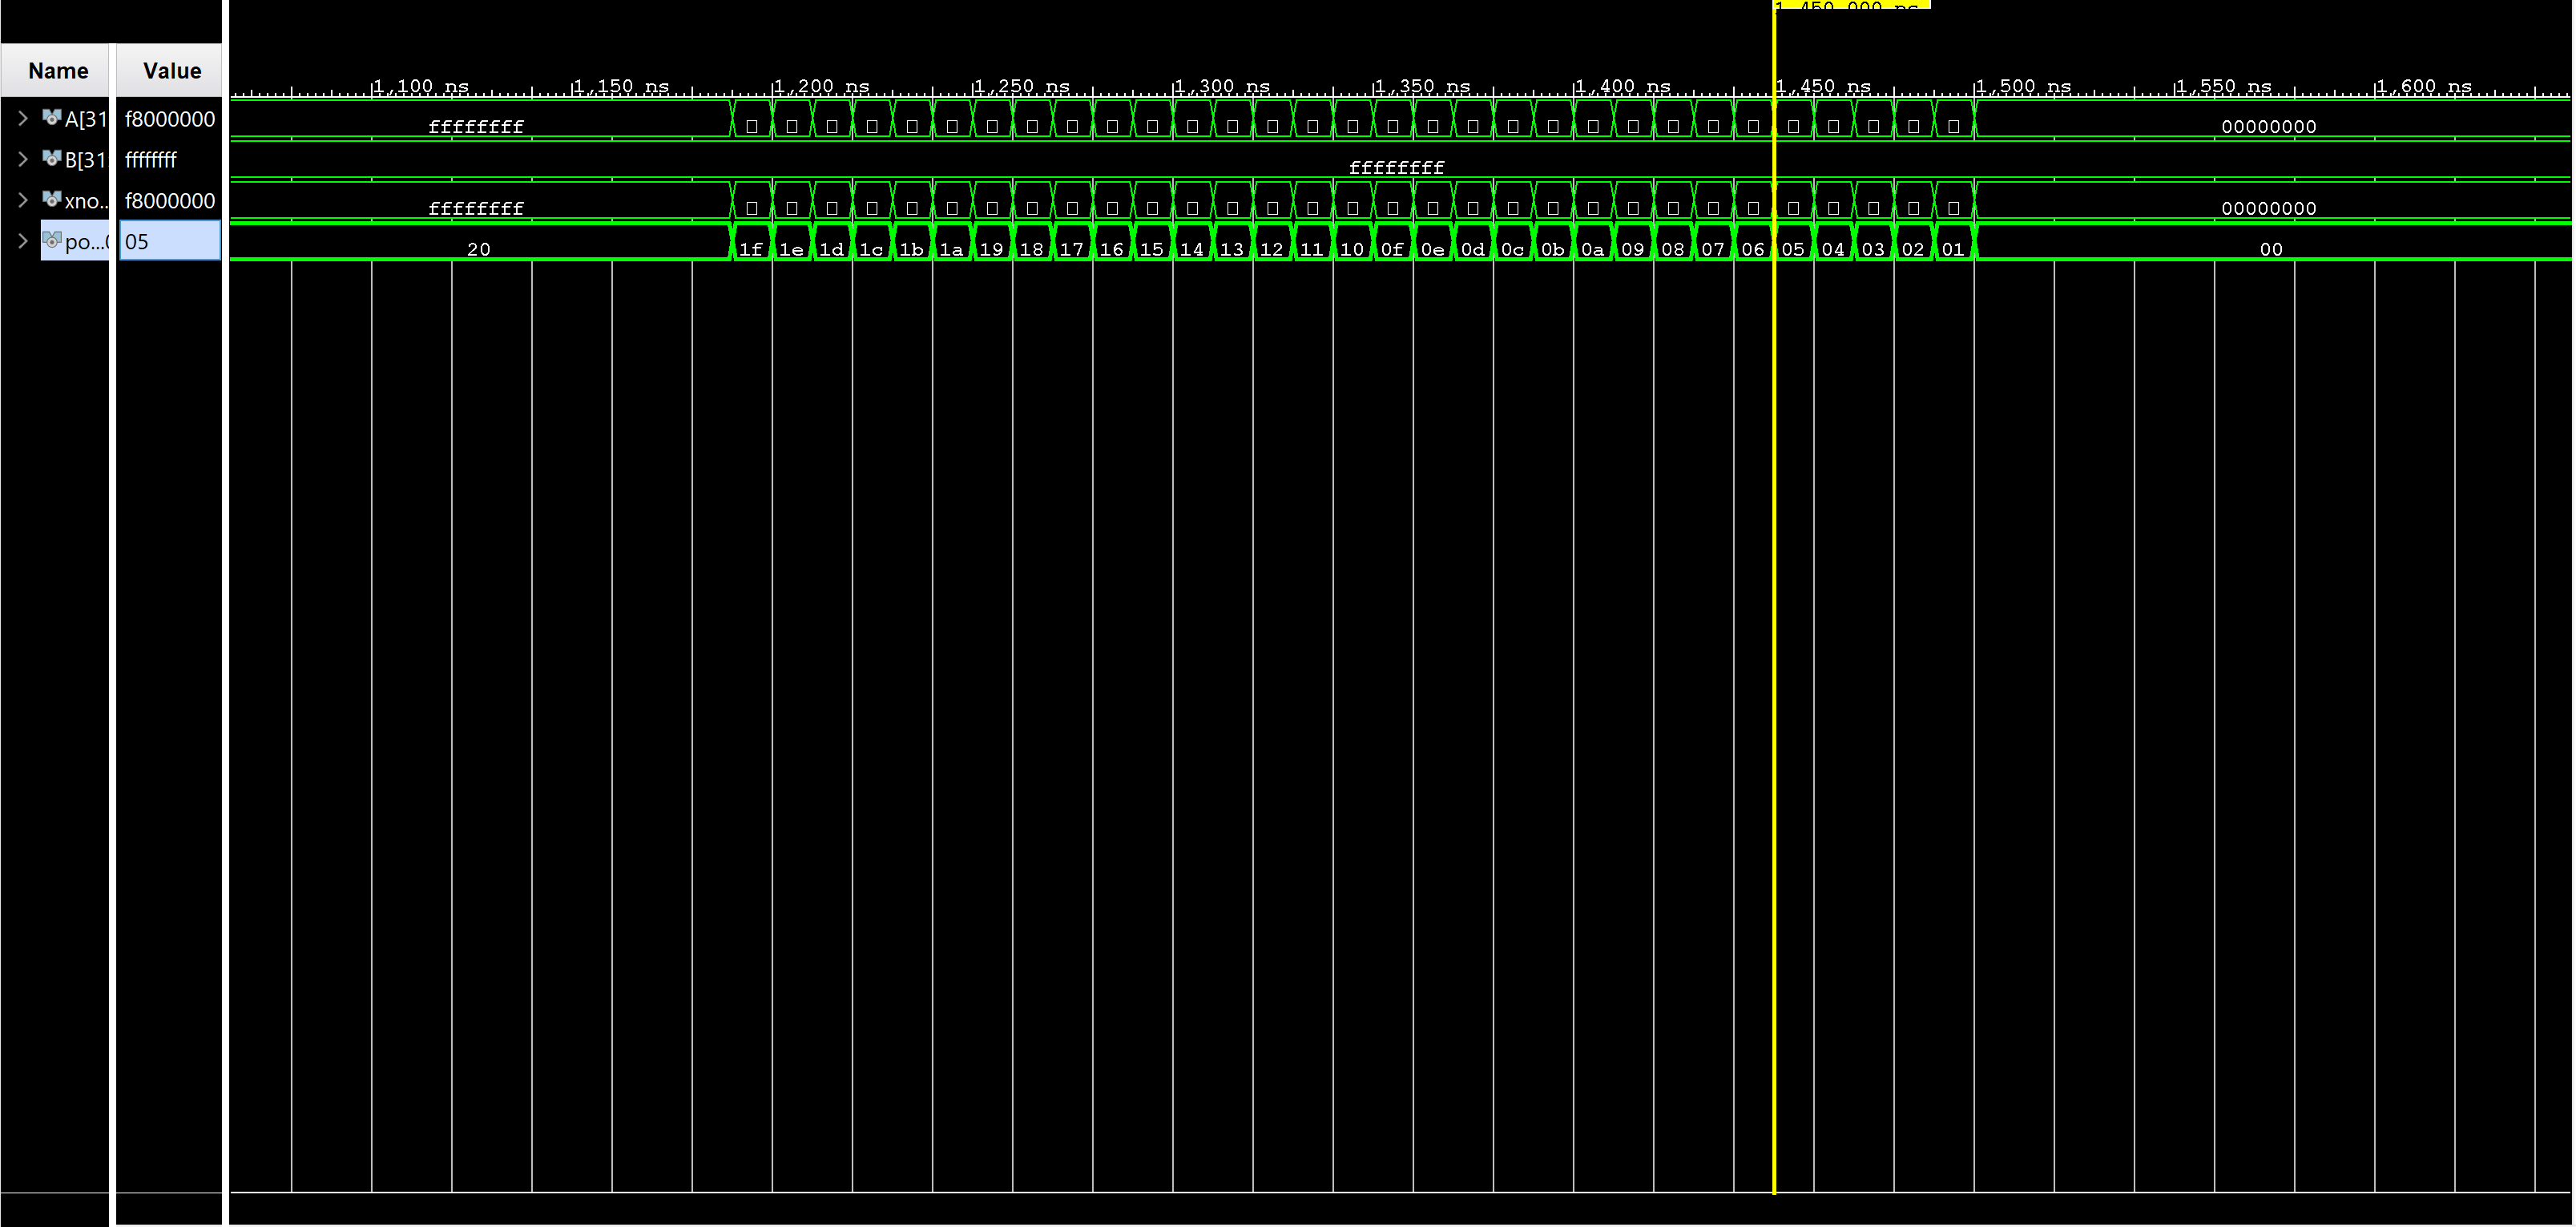 1,450.000 ns
Name Value
1,100 ns 1,150 ns 1,200 ns 1,250 ns 1,300 ns 1,350 ns 1,400 ns 1,450 ns 1,500 ns 1,550 ns 1,600 ns
A[31 f8000000 ffffffff 00000000
B[31 ffffffff ffffffff
xno.. f8000000 ffffffff 00000000
po...0 05 20 1f 1e 1d 1c 1b 1a 19 18 17 16 15 14 13 12 11 10 0f 0e 0d 0c 0b 0a 09 08 07 06 05 04 03 02 01 00